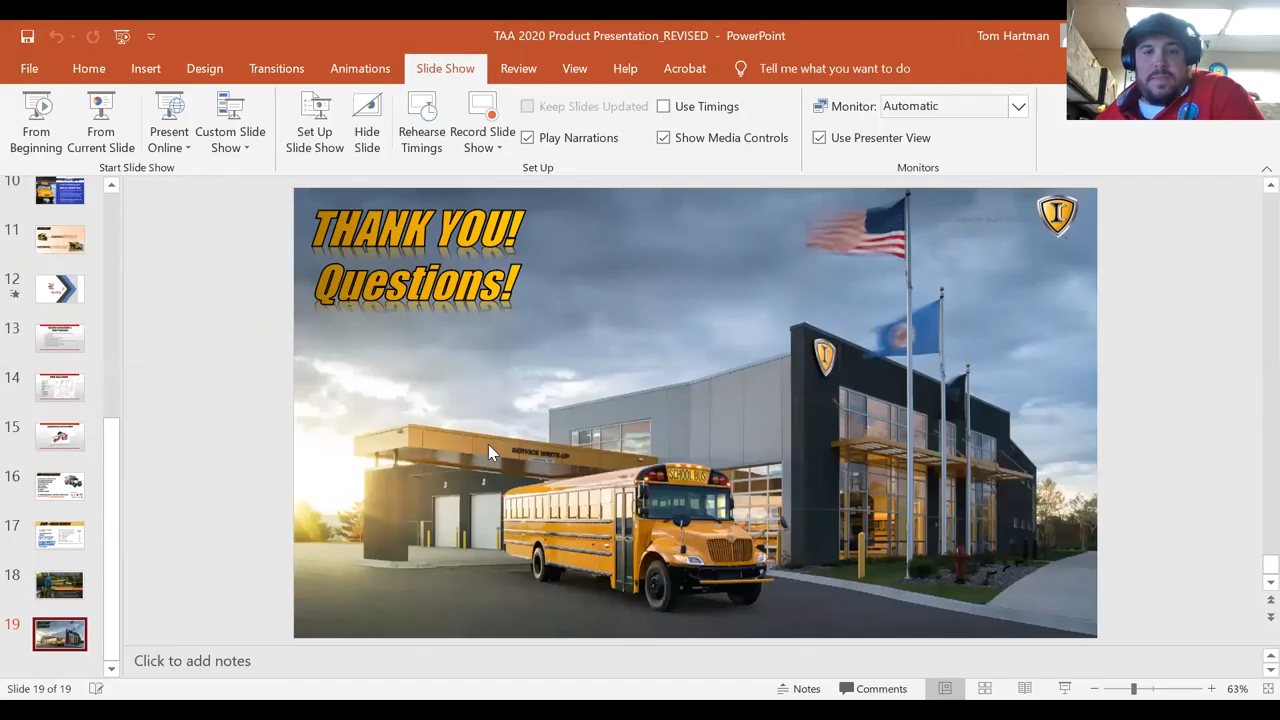 TAA 2020 Product Presentation_REVISED - PowerPoint
Tom Hartman
File Home Insert Design Transitions Animations Slide Show Review View Help Acrobat Tell me what you want to do
From Beginning
From Current Slide
Present Online
Custom Slide Show
Start Slide Show
Set Up Slide Show
Hide Slide
Rehearse Timings
Record Slide Show
Keep Slides Updated
Use Timings
Play Narrations
Show Media Controls
Set Up
Monitor: Automatic
Use Presenter View
Monitors
10
11
12
13
14
15
16
17
18
19
THANK YOU!
Questions!
I
I
SERVICE WRITE-UP
SCHOOL BUS
Click to add notes
Slide 19 of 19
Notes
Comments
63%